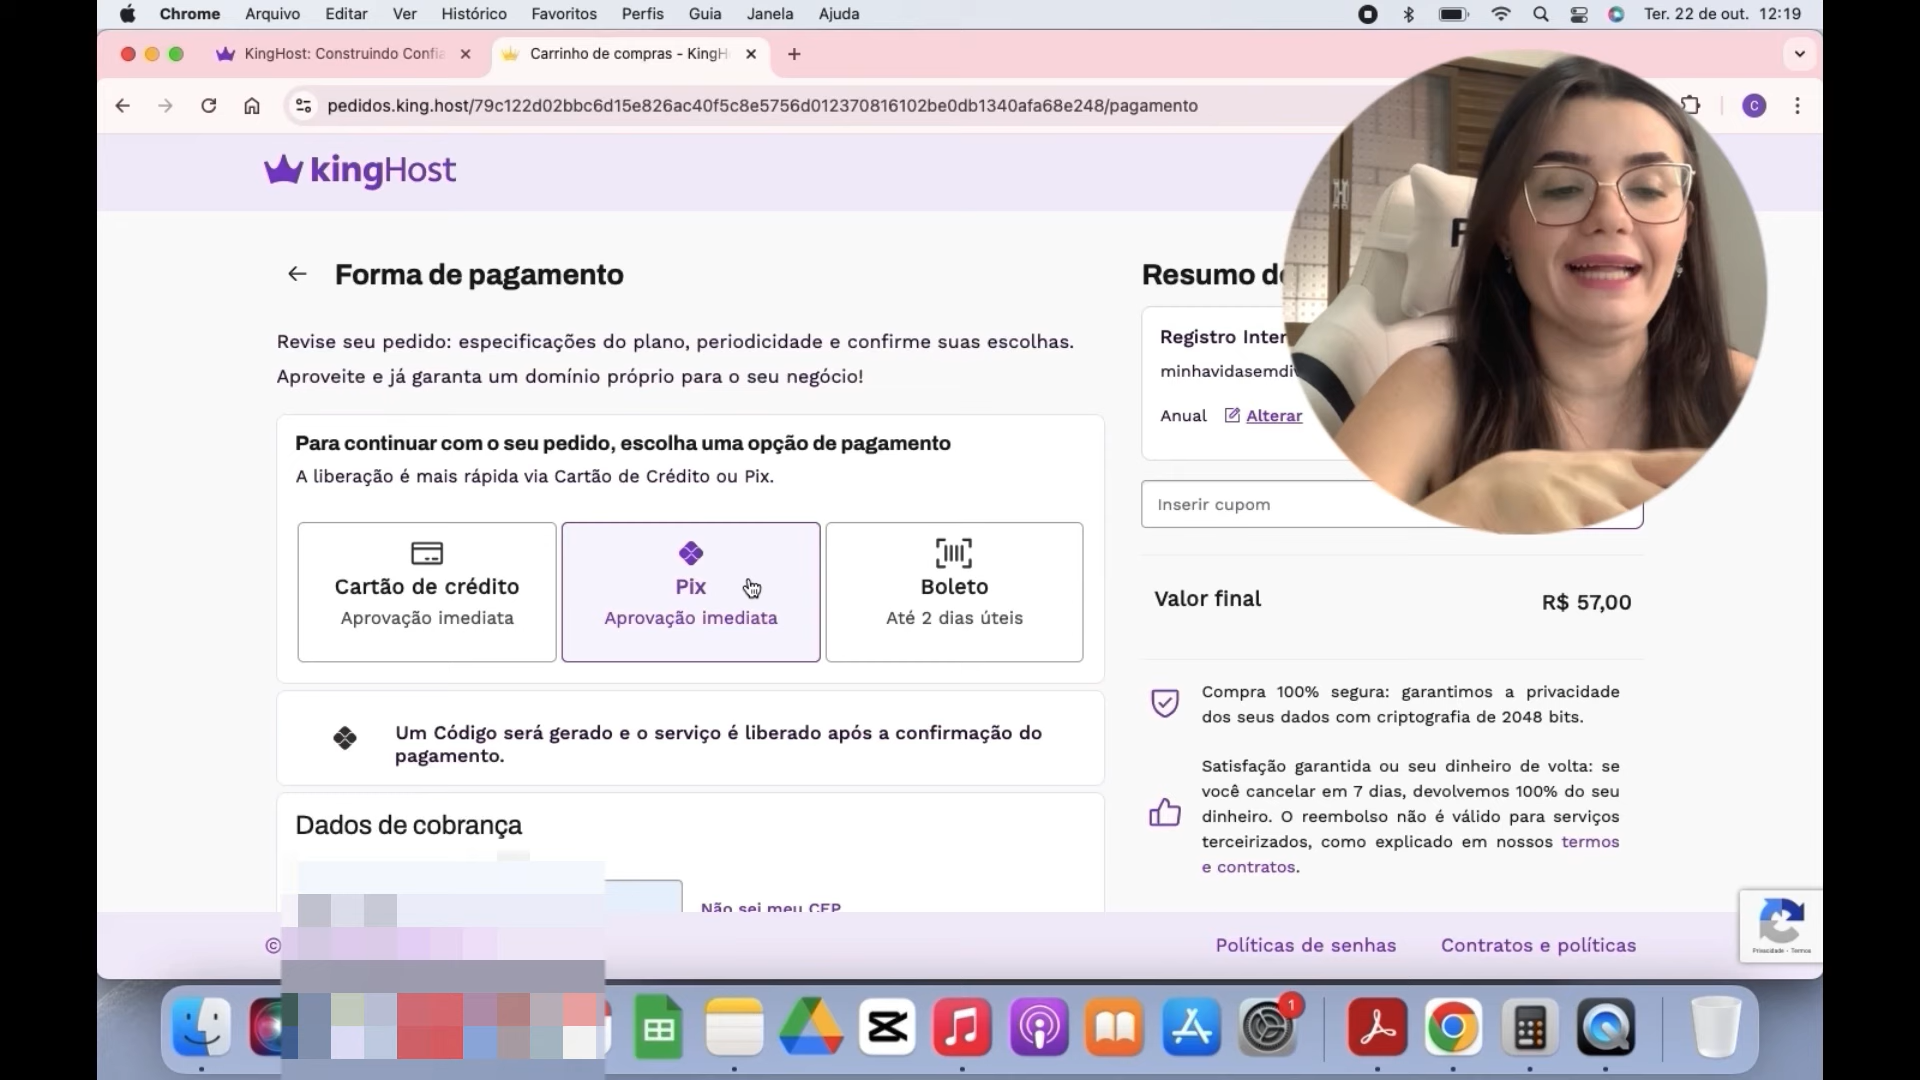 Chrome Arquivo Editar Ver Histórico Favoritos Perfis Guia Janela Ajuda Ter. 22 de out. 12:19
KingHost: Construindo Confia Carrinho de compras - KingH
pedidos.king.host/79c122d02bbc6d15e826ac40f5c8e5756d012370816102be0db1340afa68e248/pagamento
C
kingHost
Forma de pagamento
Revise seu pedido: especificações do plano, periodicidade e confirme suas escolhas.
Aproveite e já garanta um domínio próprio para o seu negócio!
Para continuar com o seu pedido, escolha uma opção de pagamento
A liberação é mais rápida via Cartão de Crédito ou Pix.
Cartão de crédito
Aprovação imediata
Pix
Aprovação imediata
Boleto
Até 2 dias úteis
Um Código será gerado e o serviço é liberado após a confirmação do
pagamento.
Dados de cobrança
Não sei meu CEP
Resumo d
Registro Inter
minhavidasemdiv
Anual Alterar
Inserir cupom
Valor final R$ 57,00
Compra 100% segura: garantimos a privacidade
dos seus dados com criptografia de 2048 bits.
Satisfação garantida ou seu dinheiro de volta: se
você cancelar em 7 dias, devolvemos 100% do seu
dinheiro. O reembolso não é válido para serviços
terceirizados, como explicado em nossos termos
e contratos.
Privacidade - Termos
© Políticas de senhas Contratos e políticas
1